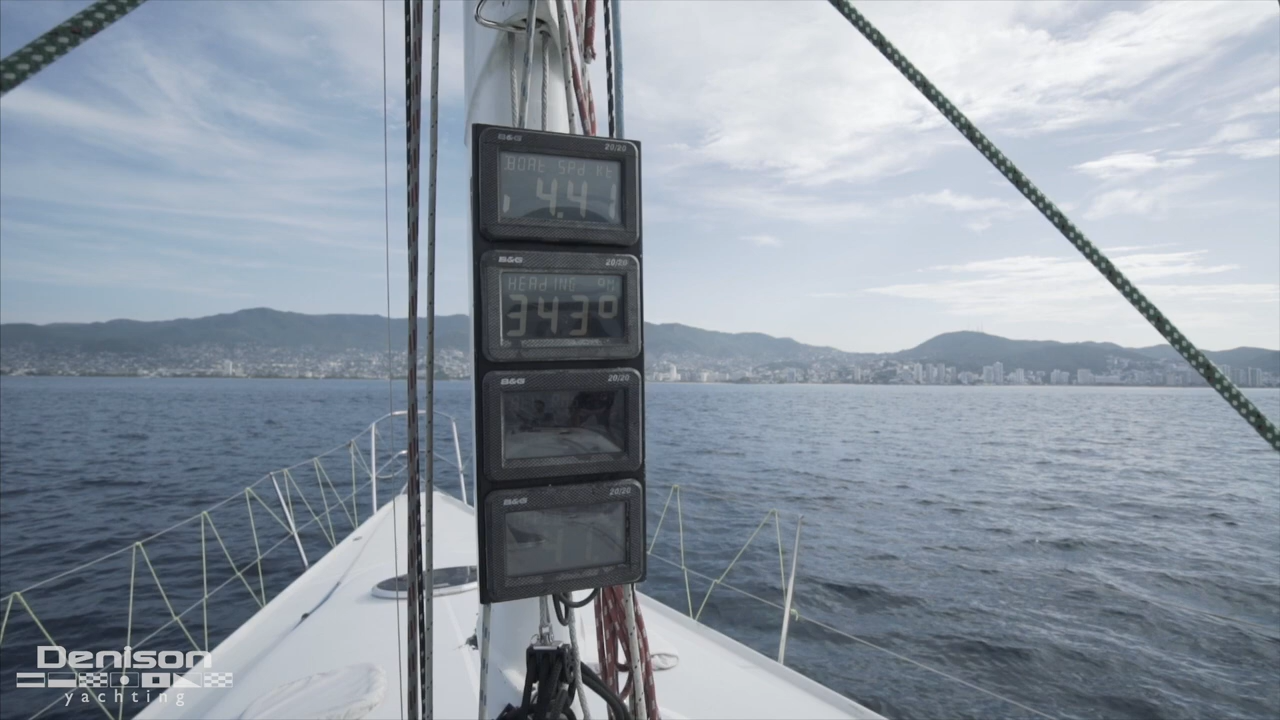 B&G 20/20
BOAt SPd Kt
4.41
B&G 20/20
HEAdING °M
343°
B&G 20/20
B&G 20/20
Denison
yachting